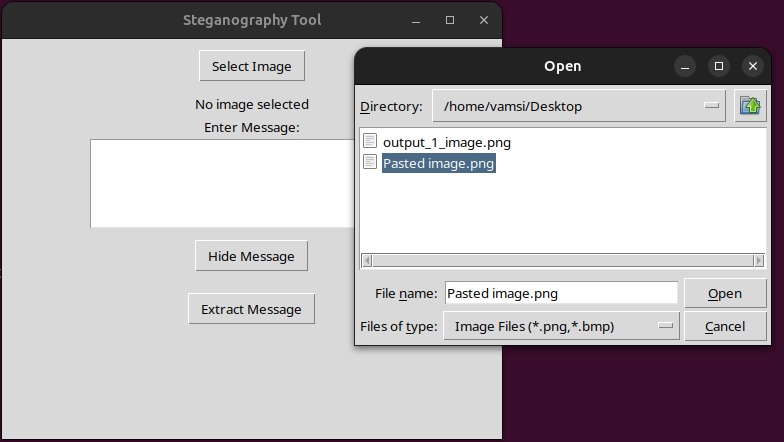 Steganography Tool
Select Image
No image selected
Enter Message:
Hide Message
Extract Message
Open
Directory: /home/vamsi/Desktop
output_1_image.png
Pasted image.png
File name: Pasted image.png Open
Files of type: Image Files (*.png,*.bmp) Cancel